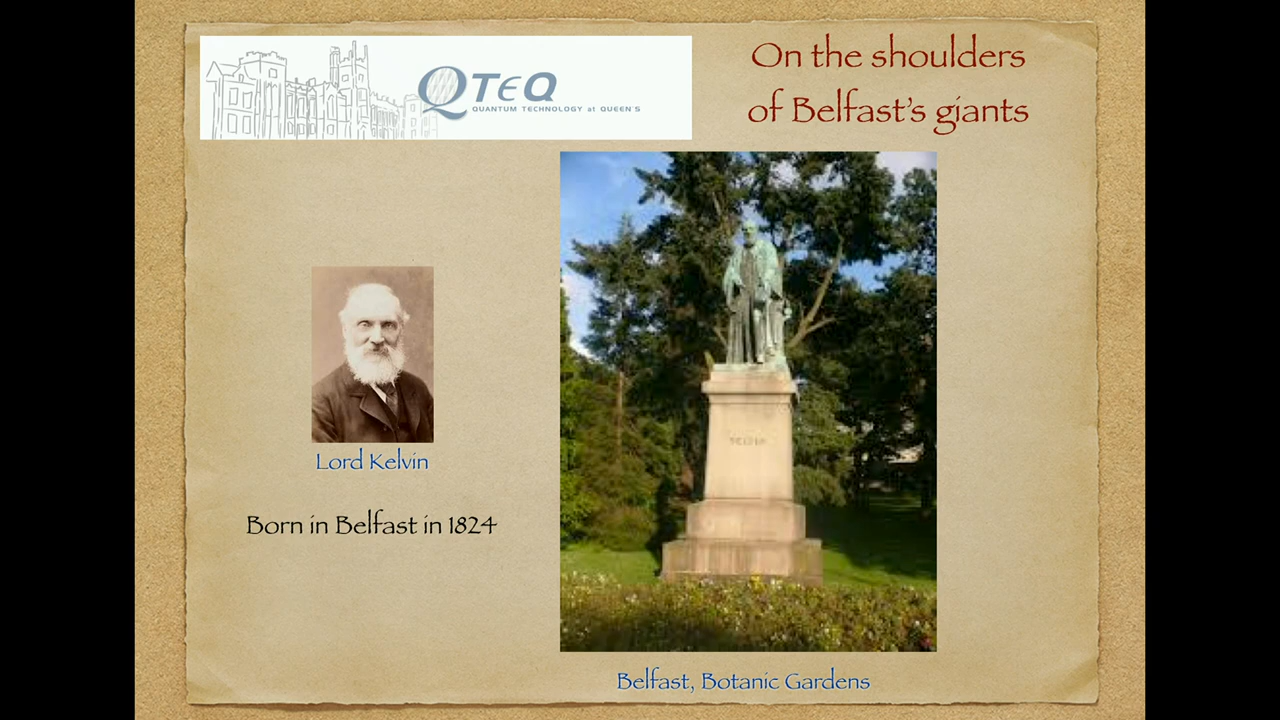 QTEQ
QUANTUM TECHNOLOGY at QUEEN'S
On the shoulders
of Belfast's giants
KELVIN
Lord Kelvin
Born in Belfast in 1824
Belfast, Botanic Gardens